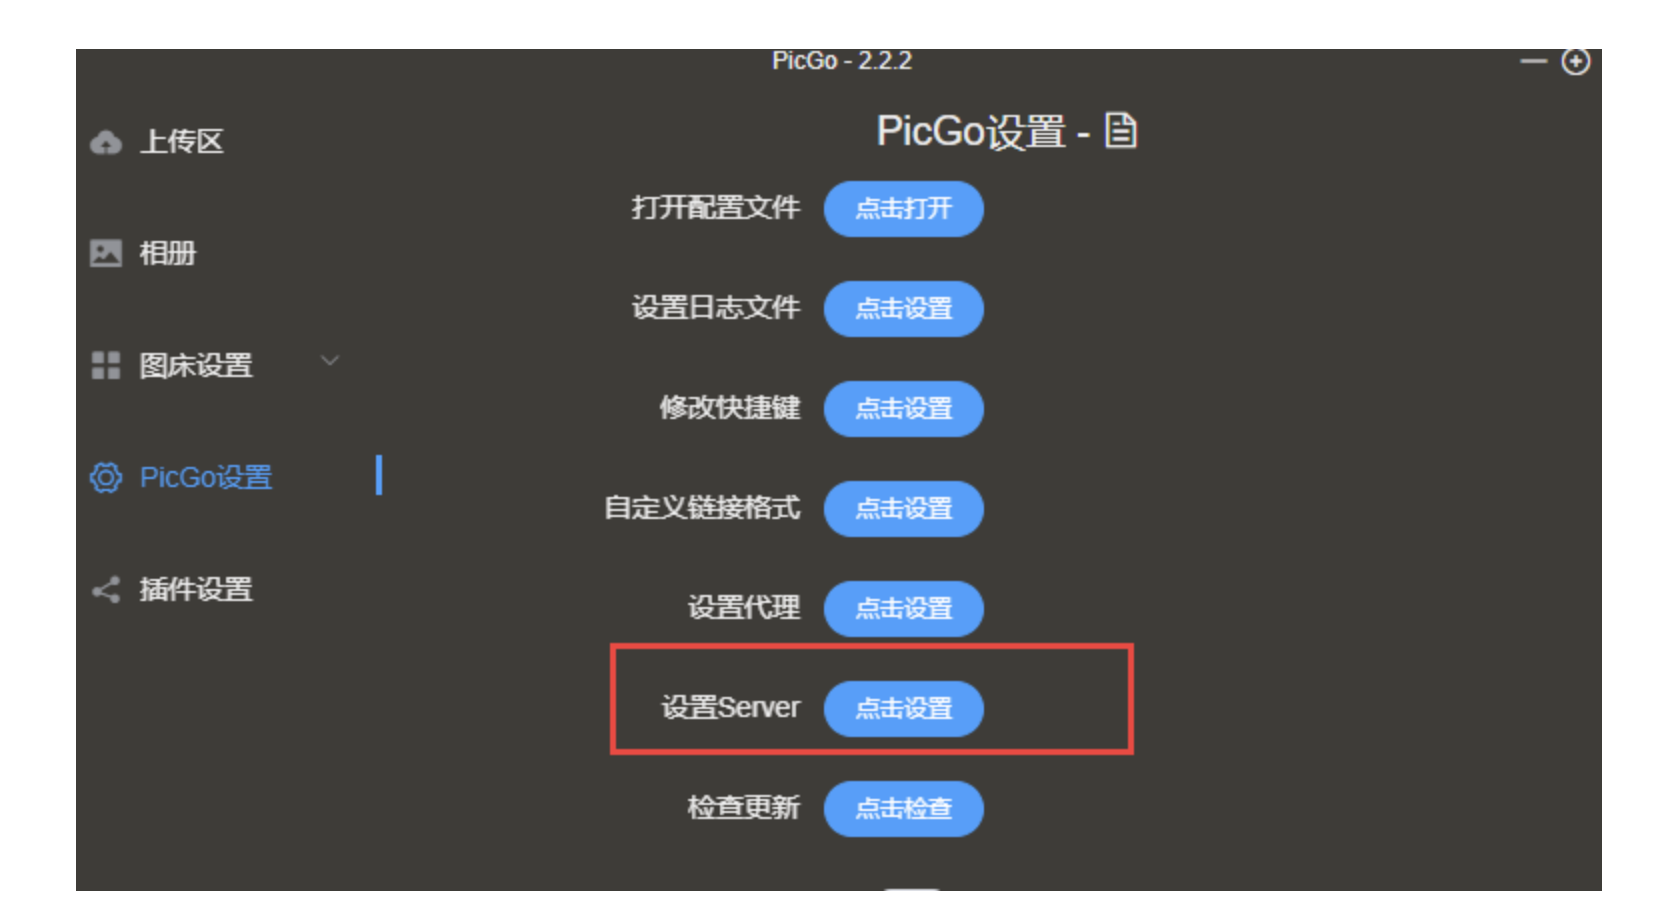 PicGo - 2.2.2
上传区
相册
图床设置
PicGo设置
插件设置
PicGo设置 -
打开配置文件 点击打开
设置日志文件 点击设置
修改快捷键 点击设置
自定义链接格式 点击设置
设置代理 点击设置
设置Server 点击设置
检查更新 点击检查